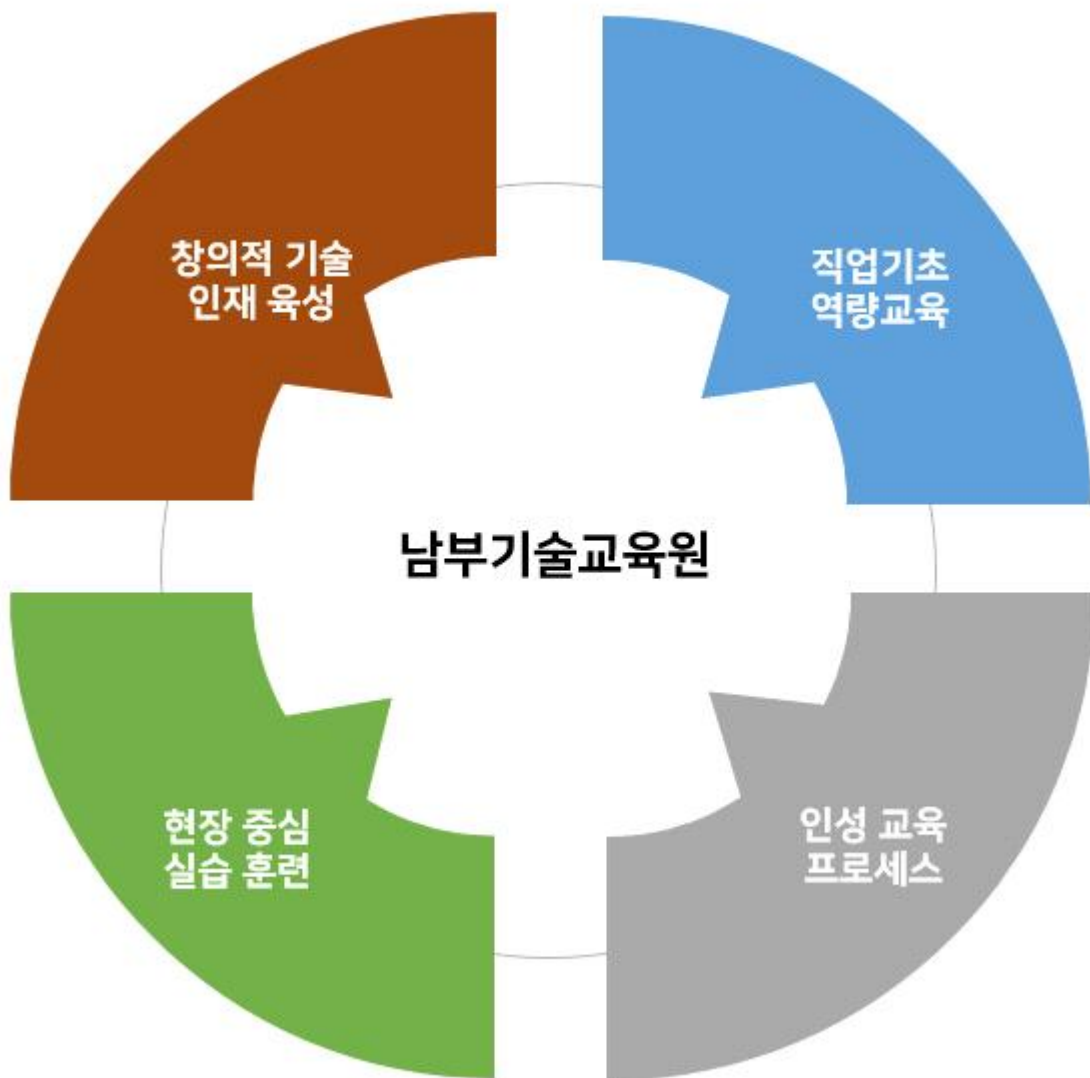 창의적 기술
인재 육성
직업기초
역량교육
남부기술교육원
현장 중심
실습 훈련
인성 교육
프로세스